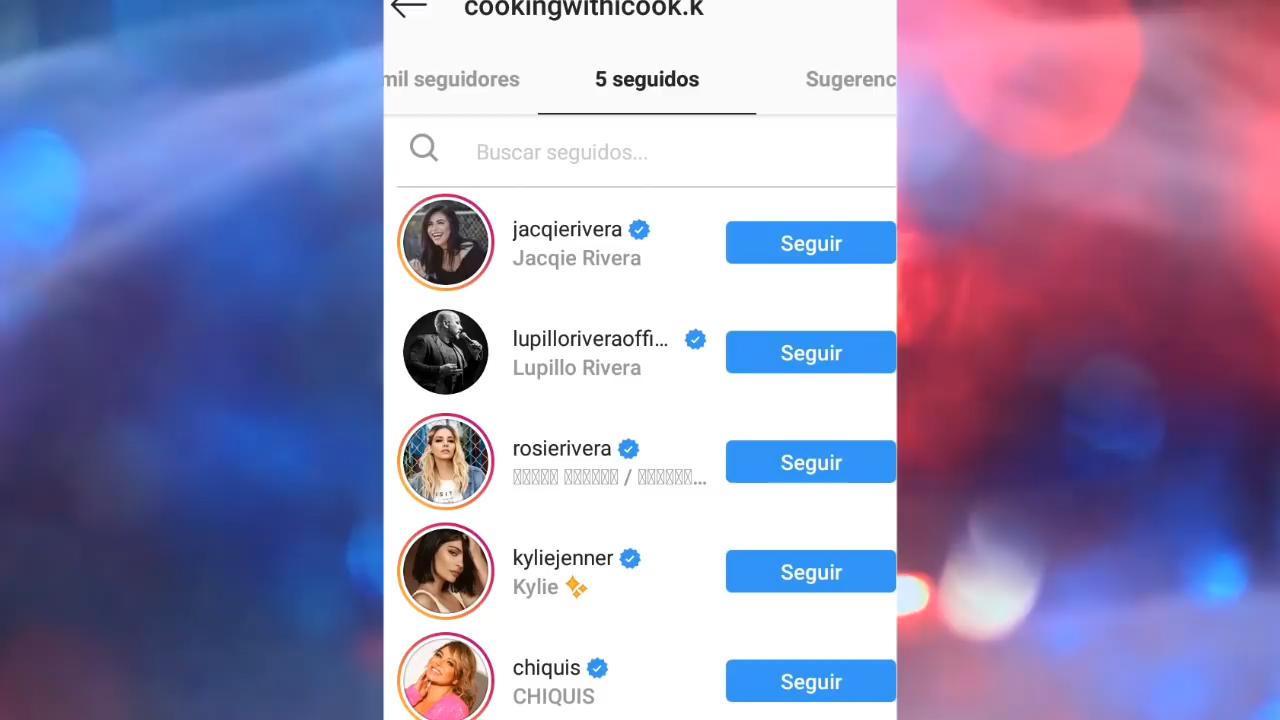 cookingwithicook.k
mil seguidores
5 seguidos
Sugerenc
Buscar seguidos...
jacqierivera
Jacqie Rivera
Seguir
lupilloriveraoffi...
Lupillo Rivera
Seguir
rosierivera
Seguir
kyliejenner
Kylie ✨
Seguir
chiquis
CHIQUIS
Seguir